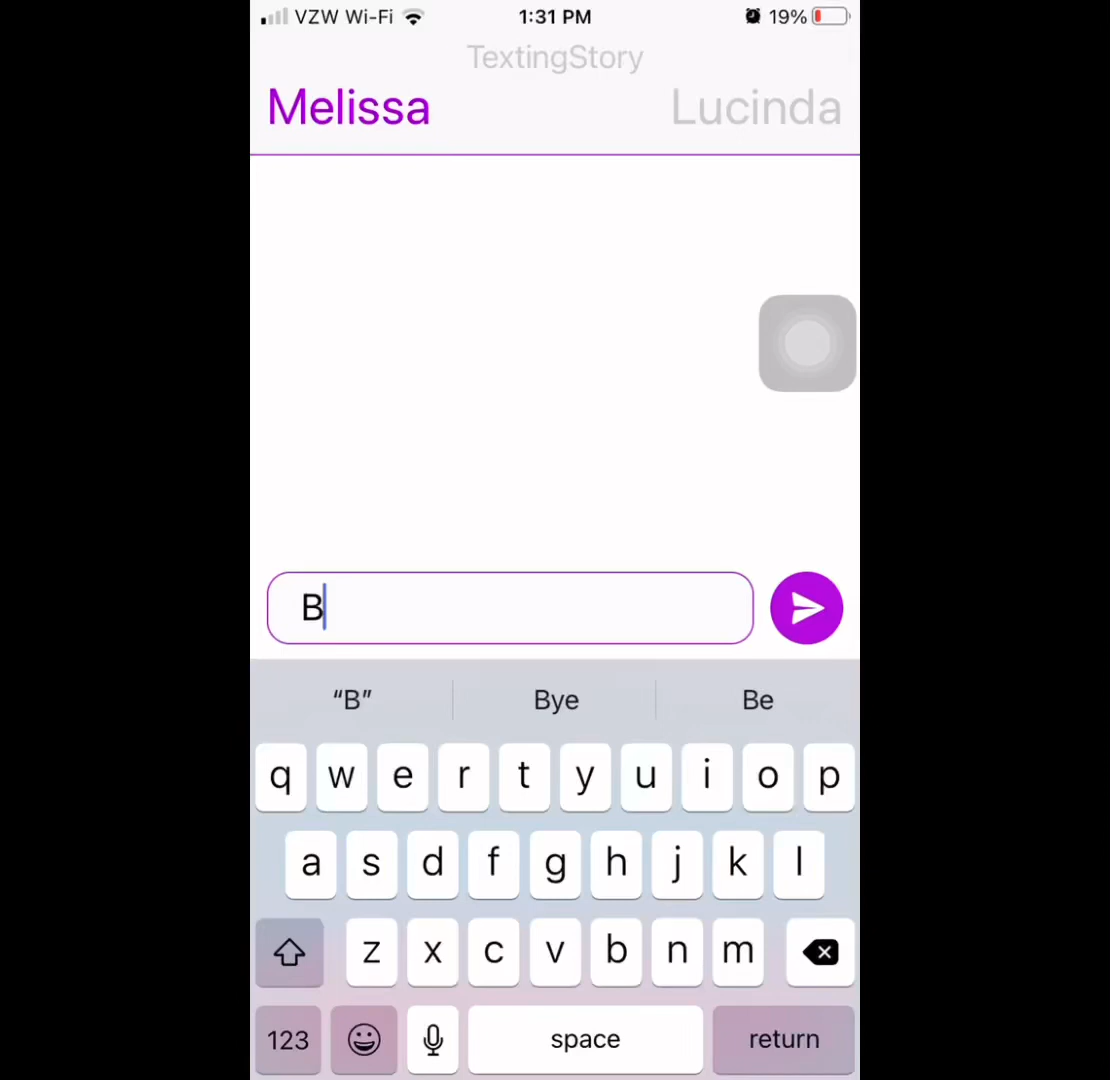 VZW Wi-Fi 1:31 PM 19%
TextingStory
Melissa Lucinda
B
“B” Bye Be
q w e r t y u i o p
a s d f g h j k l
z x c v b n m
123 space return